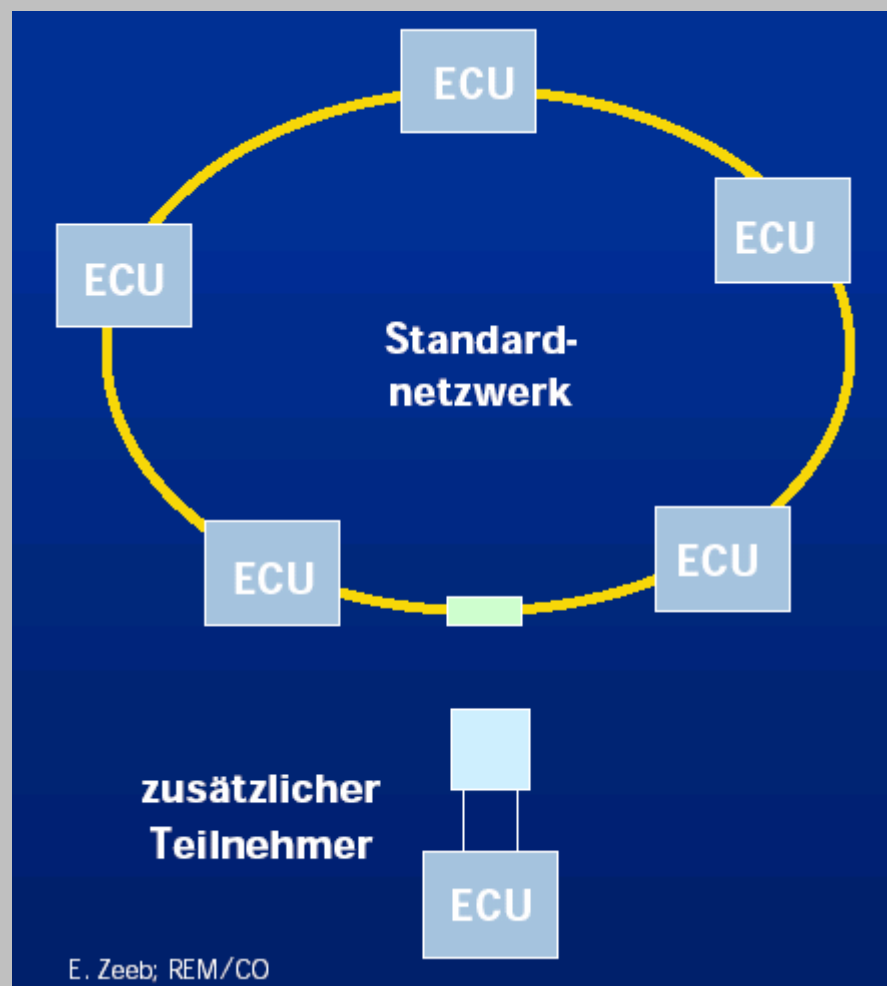 ECU
ECU
ECU
Standard-
netzwerk
ECU
ECU
zusätzlicher
Teilnehmer
ECU
E. Zeeb; REM/CO